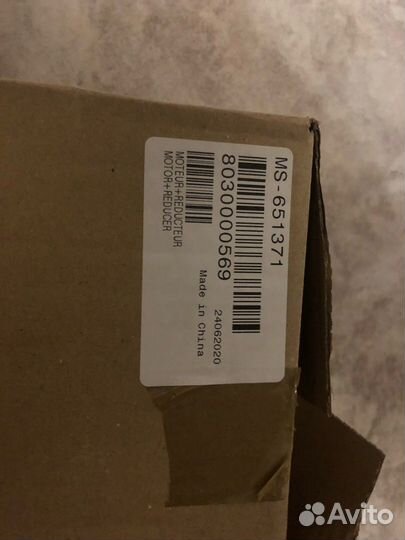 MS-651371
8030000569
MOTEUR+REDUCTEUR
MOTOR+REDUCER
24062020
Made in China
Avito